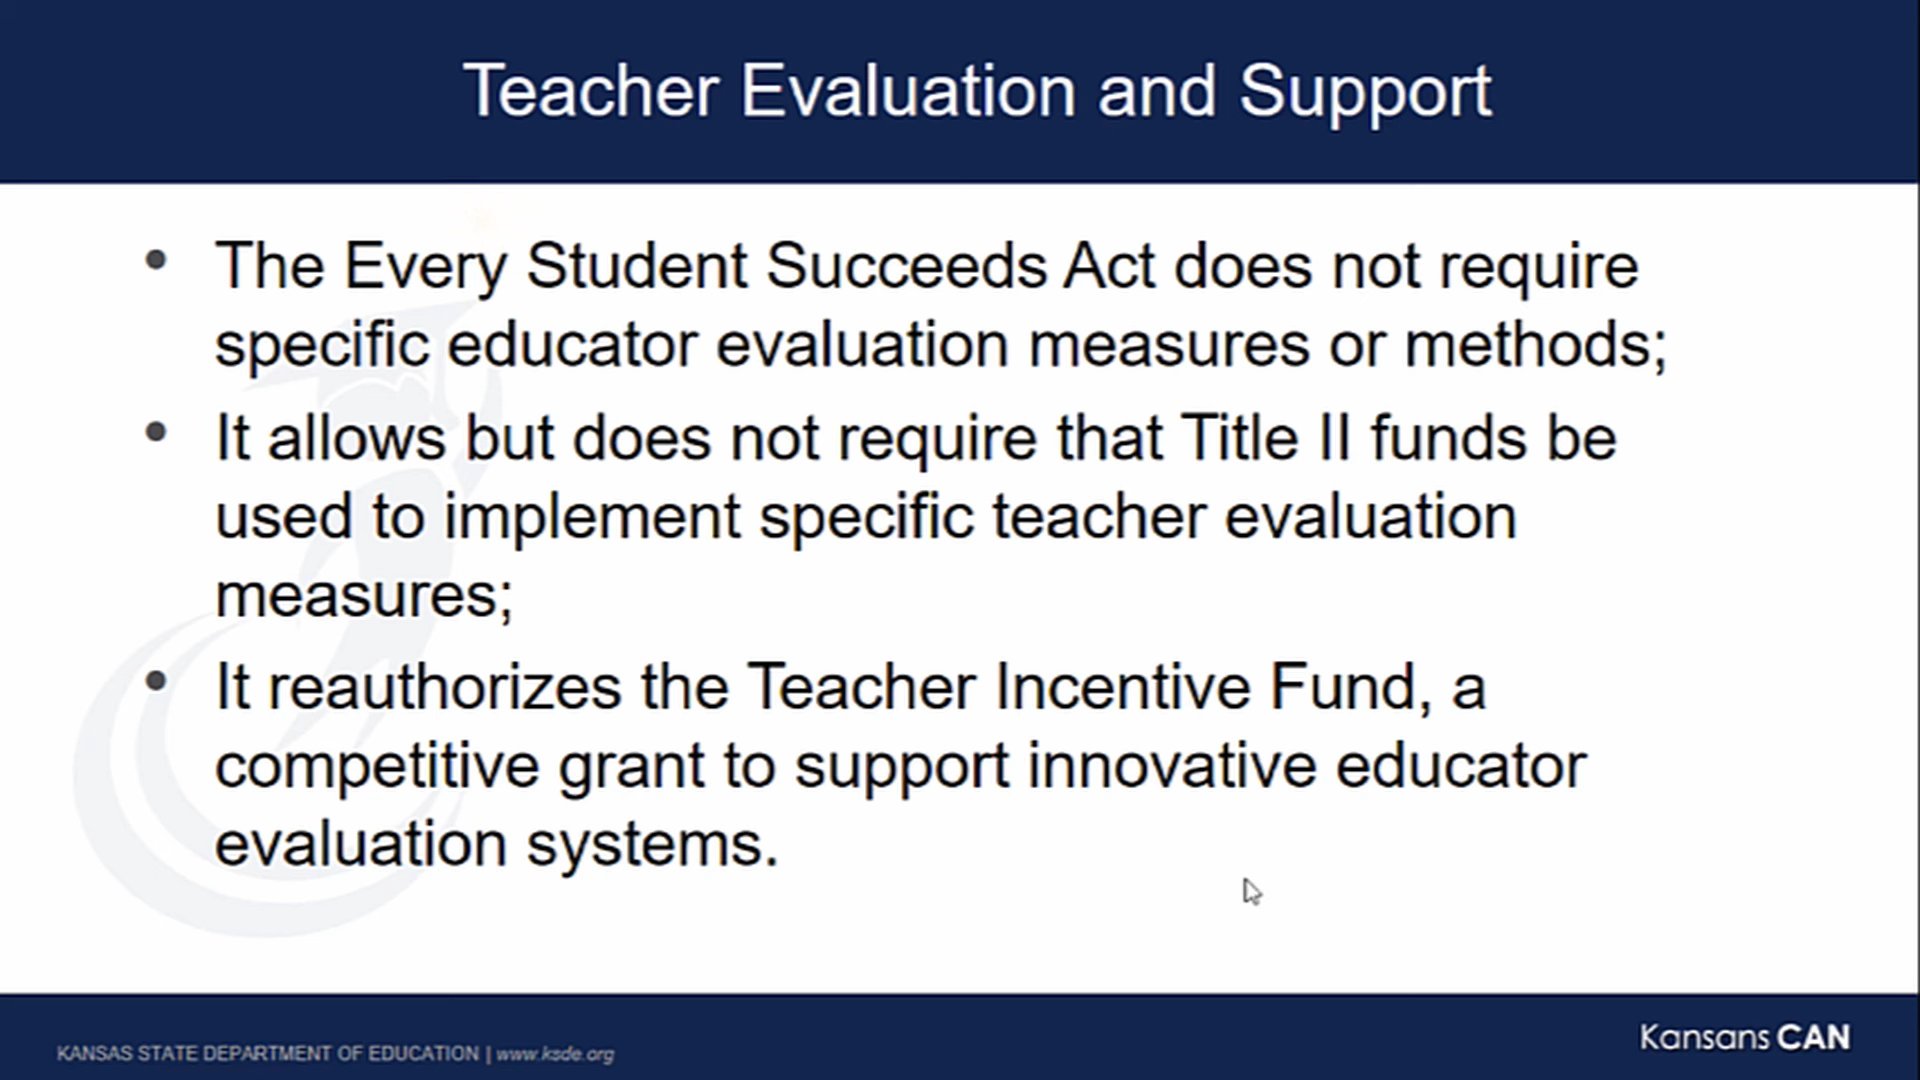 Teacher Evaluation and Support
• The Every Student Succeeds Act does not require
specific educator evaluation measures or methods;
• It allows but does not require that Title II funds be
used to implement specific teacher evaluation
measures;
• It reauthorizes the Teacher Incentive Fund, a
competitive grant to support innovative educator
evaluation systems.
KANSAS STATE DEPARTMENT OF EDUCATION | www.ksde.org
Kansans CAN